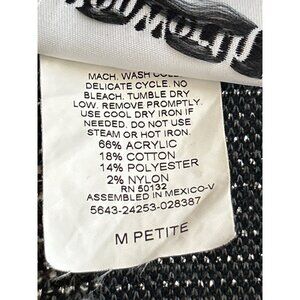 MACH. WASH COLD
DELICATE CYCLE. NO
BLEACH. TUMBLE DRY
LOW. REMOVE PROMPTLY.
USE COOL DRY IRON IF
NEEDED. DO NOT USE
STEAM OR HOT IRON.
66% ACRYLIC
18% COTTON
14% POLYESTER
2% NYLON
RN 50132
ASSEMBLED IN MEXICO-V
5643-24253-028387
M PETITE